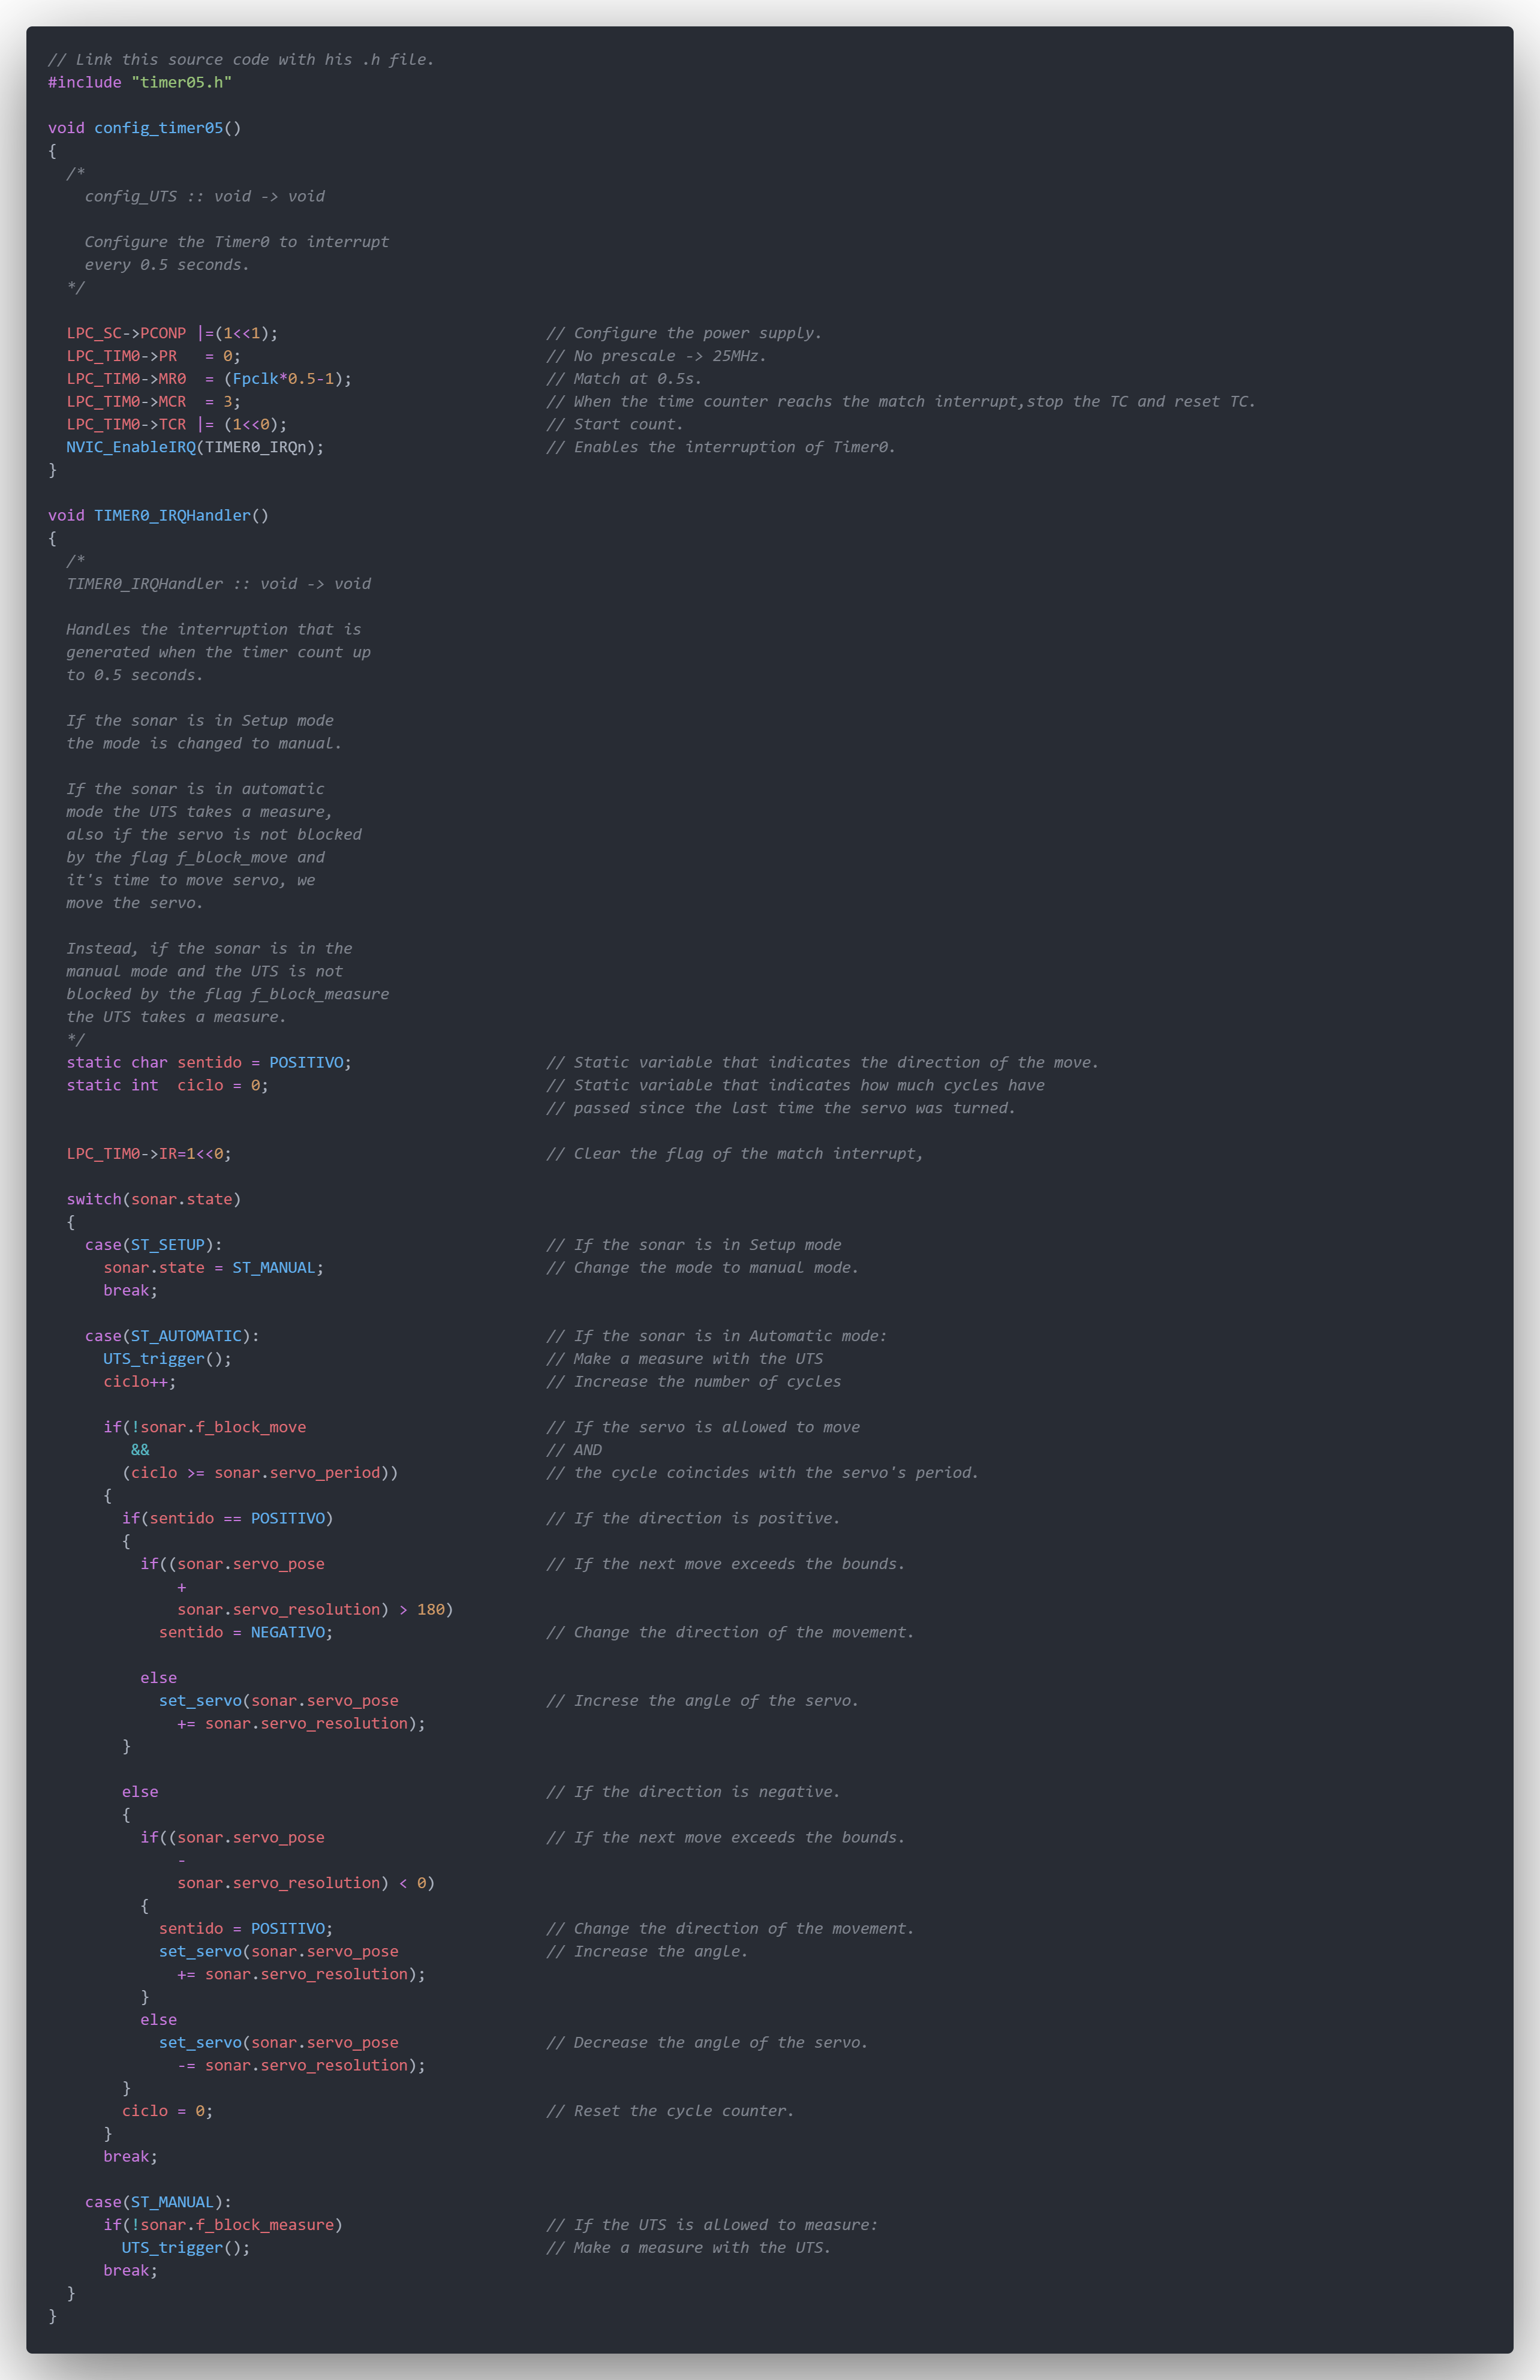 // Link this source code with his .h file.
#include "timer05.h"

void config_timer05()
{
  /*
    config_UTS :: void -> void

    Configure the Timer0 to interrupt
    every 0.5 seconds.
  */

  LPC_SC->PCONP |=(1<<1);                             // Configure the power supply.
  LPC_TIM0->PR   = 0;                                 // No prescale -> 25MHz.
  LPC_TIM0->MR0  = (Fpclk*0.5-1);                     // Match at 0.5s.
  LPC_TIM0->MCR  = 3;                                 // When the time counter reachs the match interrupt,stop the TC and reset TC.
  LPC_TIM0->TCR |= (1<<0);                            // Start count.
  NVIC_EnableIRQ(TIMER0_IRQn);                        // Enables the interruption of Timer0.
}

void TIMER0_IRQHandler()
{
  /*
  TIMER0_IRQHandler :: void -> void

  Handles the interruption that is
  generated when the timer count up
  to 0.5 seconds.

  If the sonar is in Setup mode
  the mode is changed to manual.

  If the sonar is in automatic
  mode the UTS takes a measure,
  also if the servo is not blocked
  by the flag f_block_move and
  it's time to move servo, we
  move the servo.

  Instead, if the sonar is in the
  manual mode and the UTS is not
  blocked by the flag f_block_measure
  the UTS takes a measure.
  */
  static char sentido = POSITIVO;                     // Static variable that indicates the direction of the move.
  static int  ciclo = 0;                              // Static variable that indicates how much cycles have
                                                      // passed since the last time the servo was turned.

  LPC_TIM0->IR=1<<0;                                  // Clear the flag of the match interrupt,

  switch(sonar.state)
  {
    case(ST_SETUP):                                   // If the sonar is in Setup mode
      sonar.state = ST_MANUAL;                        // Change the mode to manual mode.
      break;

    case(ST_AUTOMATIC):                               // If the sonar is in Automatic mode:
      UTS_trigger();                                  // Make a measure with the UTS
      ciclo++;                                        // Increase the number of cycles

      if(!sonar.f_block_move                          // If the servo is allowed to move
         &&                                           // AND
        (ciclo >= sonar.servo_period))                // the cycle coincides with the servo's period.
      {
        if(sentido == POSITIVO)                       // If the direction is positive.
        {
          if((sonar.servo_pose                        // If the next move exceeds the bounds.
              +
              sonar.servo_resolution) > 180)
            sentido = NEGATIVO;                       // Change the direction of the movement.

          else
            set_servo(sonar.servo_pose                // Increse the angle of the servo.
              += sonar.servo_resolution);
        }

        else                                          // If the direction is negative.
        {
          if((sonar.servo_pose                        // If the next move exceeds the bounds.
              -
              sonar.servo_resolution) < 0)
          {
            sentido = POSITIVO;                       // Change the direction of the movement.
            set_servo(sonar.servo_pose                // Increase the angle.
              += sonar.servo_resolution);
          }
          else
            set_servo(sonar.servo_pose                // Decrease the angle of the servo.
              -= sonar.servo_resolution);
        }
        ciclo = 0;                                    // Reset the cycle counter.
      }
      break;

    case(ST_MANUAL):
      if(!sonar.f_block_measure)                      // If the UTS is allowed to measure:
        UTS_trigger();                                // Make a measure with the UTS.
      break;
  }
}